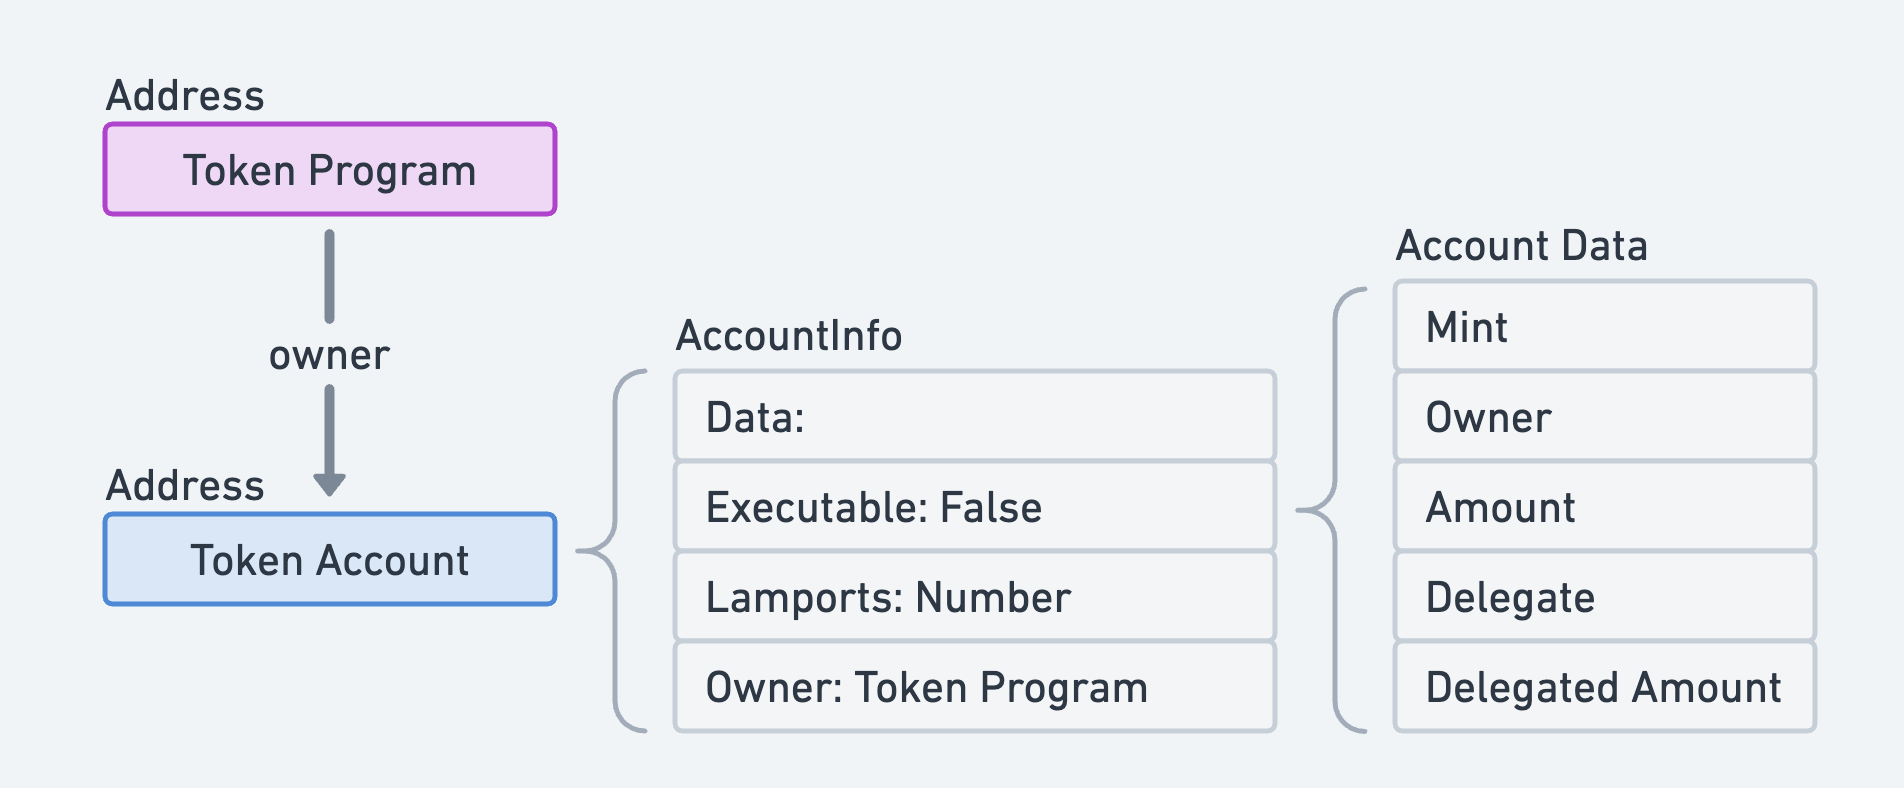 Address
Token Program
owner
Address
Token Account
AccountInfo
Data:
Executable: False
Lamports: Number
Owner: Token Program
Account Data
Mint
Owner
Amount
Delegate
Delegated Amount